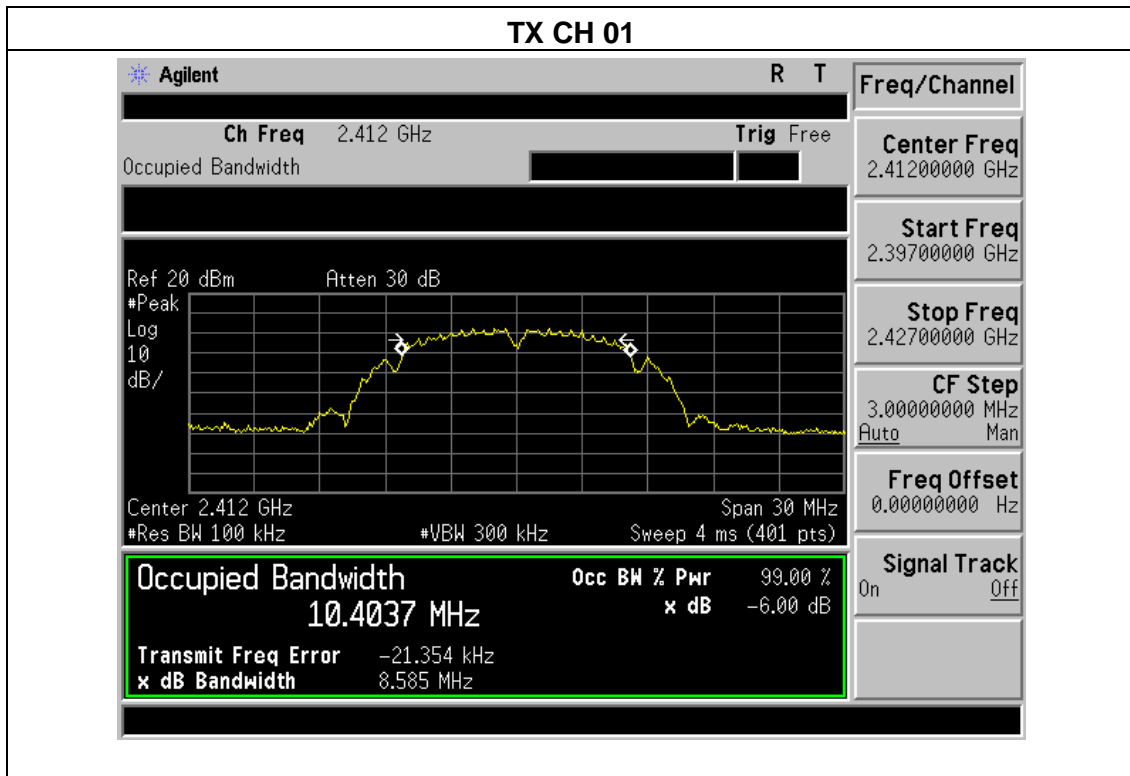 TX CH 01
Agilent R T
Ch Freq 2.412 GHz Trig Free
Occupied Bandwidth
Ref 20 dBm Atten 30 dB
#Peak
Log
10
dB/
Center 2.412 GHz Span 30 MHz
#Res BW 100 kHz #VBW 300 kHz Sweep 4 ms (401 pts)
Occupied Bandwidth Occ BW % Pwr 99.00 %
10.4037 MHz x dB -6.00 dB
Transmit Freq Error -21.354 kHz
x dB Bandwidth 8.585 MHz
Freq/Channel
Center Freq
2.41200000 GHz
Start Freq
2.39700000 GHz
Stop Freq
2.42700000 GHz
CF Step
3.00000000 MHz
Auto Man
Freq Offset
0.00000000 Hz
Signal Track
On Off